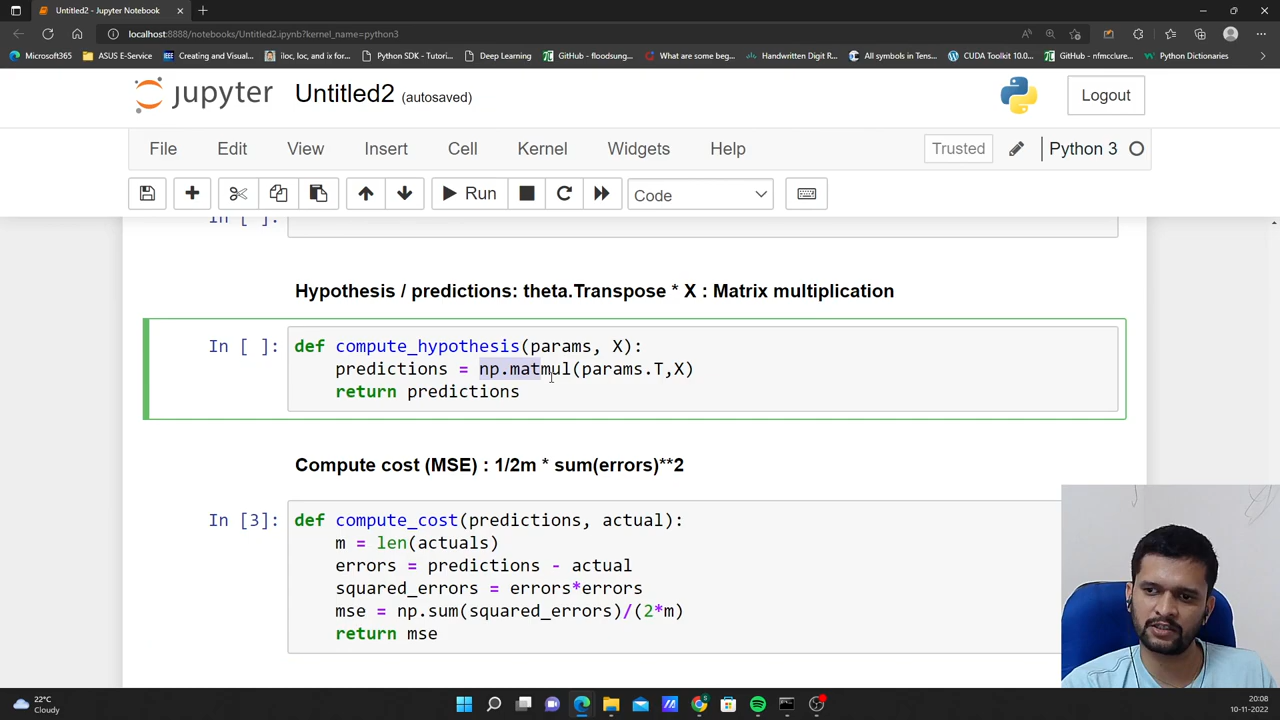 Untitled2 - Jupyter Notebook
localhost:8888/notebooks/Untitled2.ipynb?kernel_name=python3
Microsoft365 ASUS E-Service Creating and Visual... iloc, loc, and ix for... Python SDK - Tutori... Deep Learning GitHub - floodsung... What are some beg... Handwritten Digit R... All symbols in Tens... CUDA Toolkit 10.0... GitHub - nfmcclure... Python Dictionaries
jupyter Untitled2 (autosaved) Logout
File Edit View Insert Cell Kernel Widgets Help Trusted Python 3
Run Code
In [ ]:
Hypothesis / predictions: theta.Transpose * X : Matrix multiplication
In [ ]: def compute_hypothesis(params, X):
predictions = np.matmul(params.T,X)
return predictions
Compute cost (MSE) : 1/2m * sum(errors)**2
In [3]: def compute_cost(predictions, actual):
m = len(actuals)
errors = predictions - actual
squared_errors = errors*errors
mse = np.sum(squared_errors)/(2*m)
return mse
22°C
Cloudy
20:08
10-11-2022